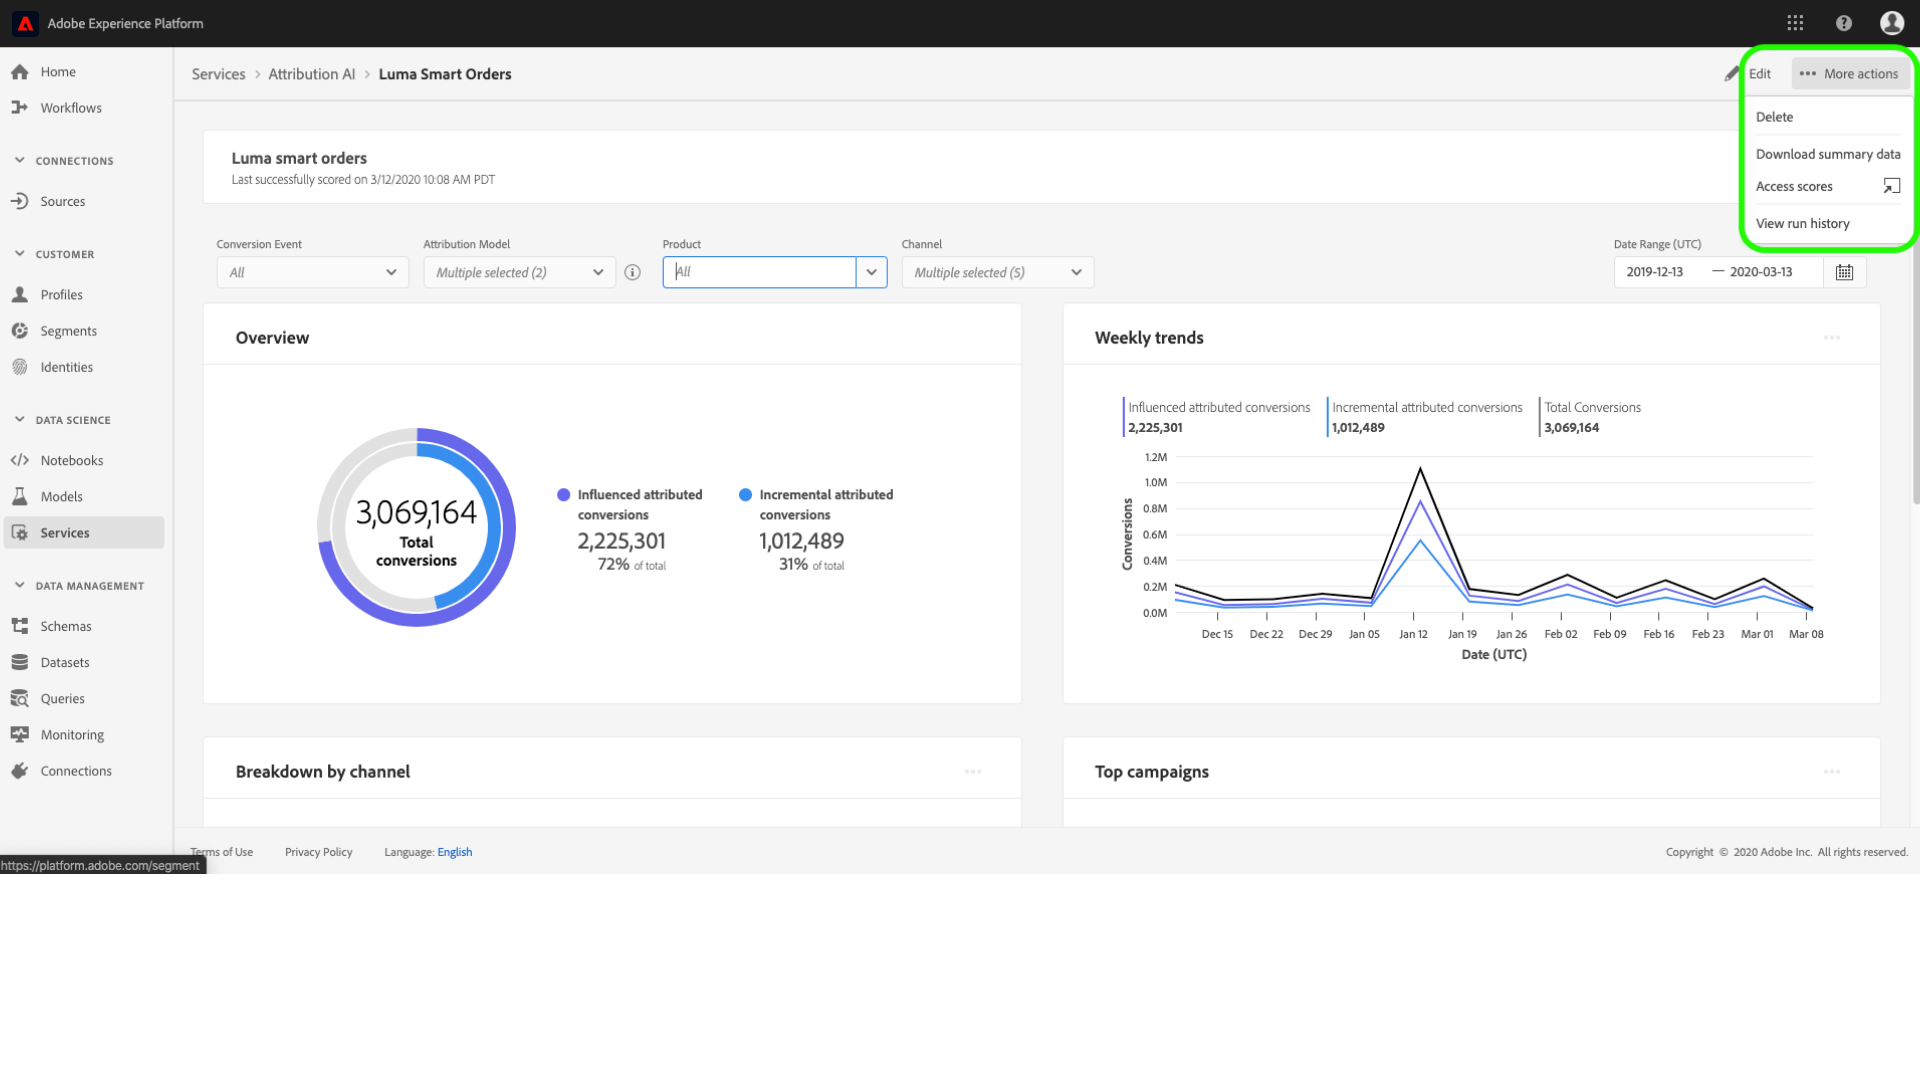 Adobe Experience Platform
Home
Workflows
CONNECTIONS
Sources
CUSTOMER
Profiles
Segments
Identities
DATA SCIENCE
Notebooks
Models
Services
DATA MANAGEMENT
Schemas
Datasets
Queries
Monitoring
Connections
https://platform.adobe.com/segment
Services > Attribution AI > Luma Smart Orders
Edit
More actions
Delete
Download summary data
Access scores
View run history
Luma smart orders
Last successfully scored on 3/12/2020 10:08 AM PDT
Conversion Event
All
Attribution Model
Multiple selected (2)
Product
All
Channel
Multiple selected (5)
Date Range (UTC)
2019-12-13 — 2020-03-13
Overview
3,069,164
Total
conversions
Influenced attributed
conversions
2,225,301
72% of total
Incremental attributed
conversions
1,012,489
31% of total
Weekly trends
Influenced attributed conversions
2,225,301
Incremental attributed conversions
1,012,489
Total Conversions
3,069,164
Conversions
1.2M
1.0M
0.8M
0.6M
0.4M
0.2M
0.0M
Dec 15 Dec 22 Dec 29 Jan 05 Jan 12 Jan 19 Jan 26 Feb 02 Feb 09 Feb 16 Feb 23 Mar 01 Mar 08
Date (UTC)
Breakdown by channel
Top campaigns
Terms of Use
Privacy Policy
Language: English
Copyright © 2020 Adobe Inc. All rights reserved.